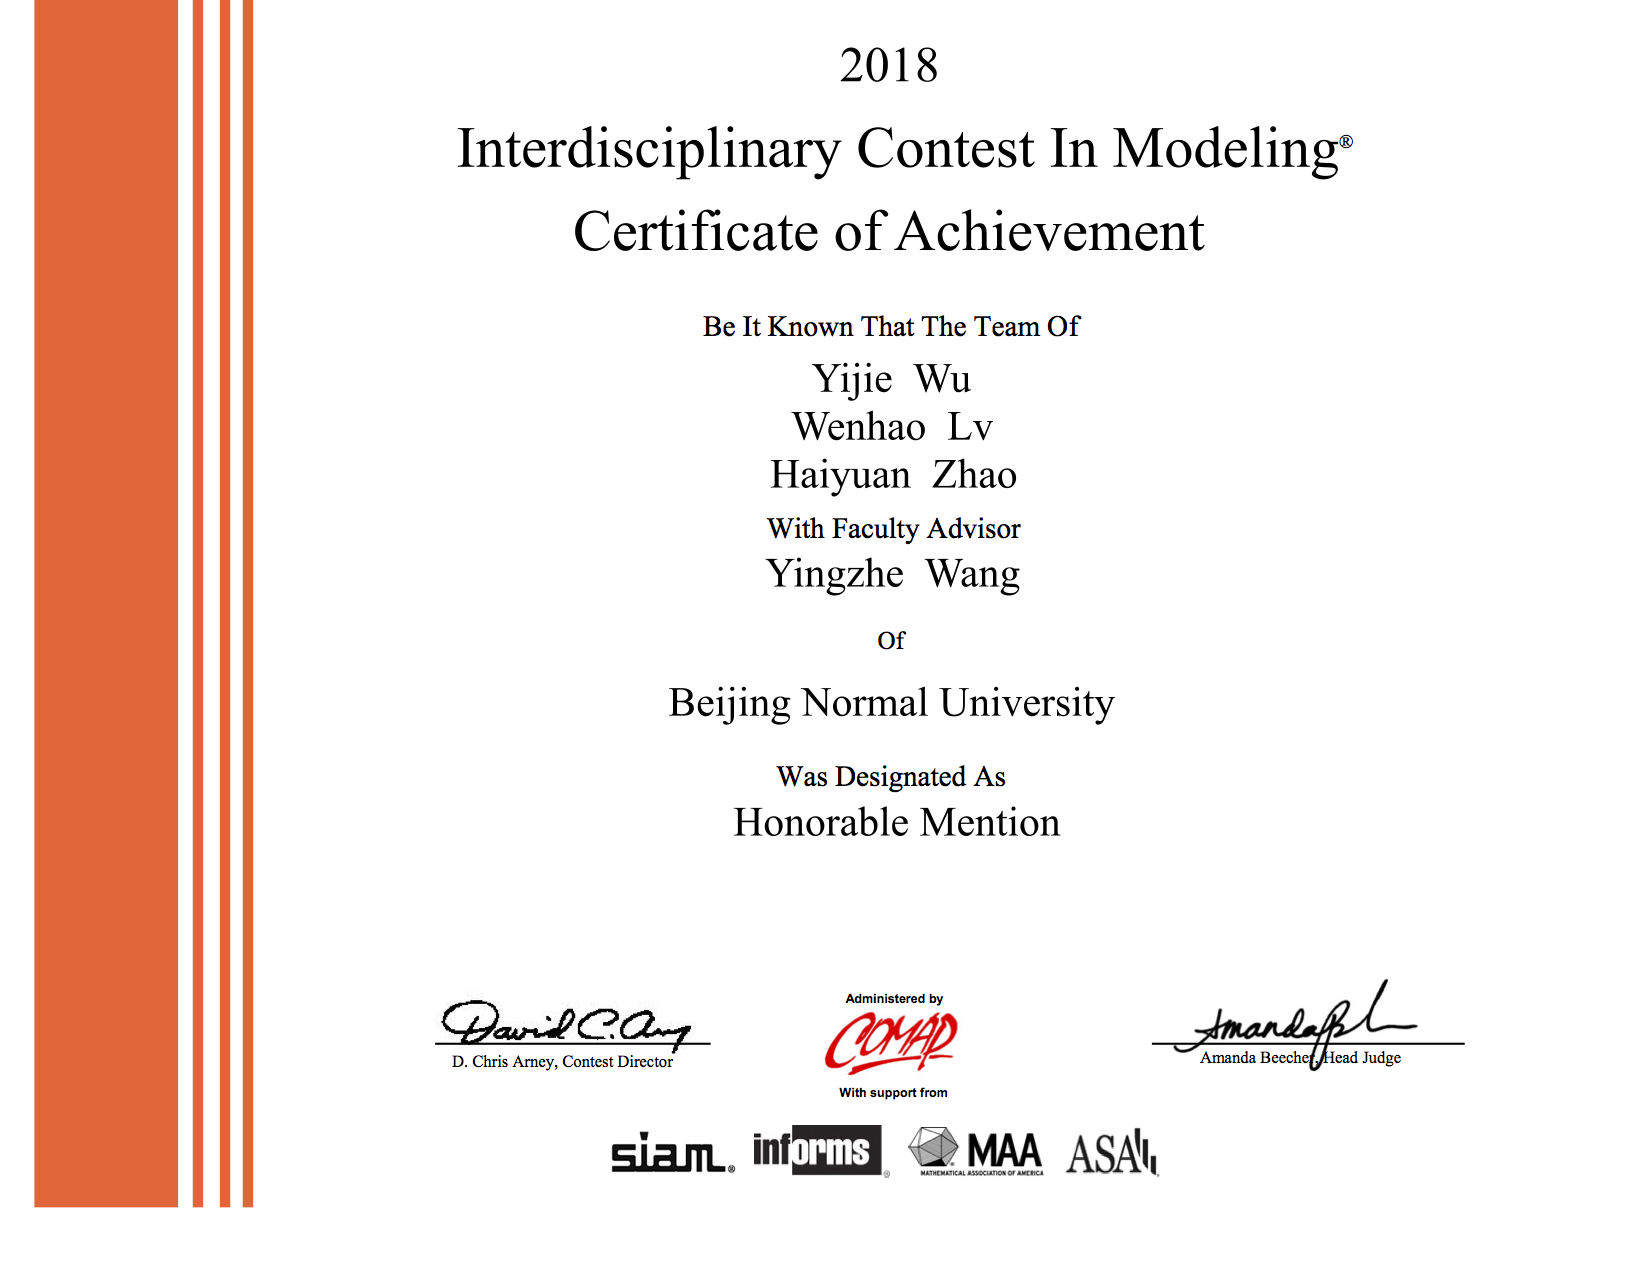 2018
Interdisciplinary Contest In Modeling®
Certificate of Achievement
Be It Known That The Team Of
Yijie Wu
Wenhao Lv
Haiyuan Zhao
With Faculty Advisor
Yingzhe Wang
Of
Beijing Normal University
Was Designated As
Honorable Mention
David C. Arney
D. Chris Arney, Contest Director
Administered by
COMAP
With support from
Amanda Beecher, Head Judge
siam®
informs®
MAA
MATHEMATICAL ASSOCIATION OF AMERICA
ASA